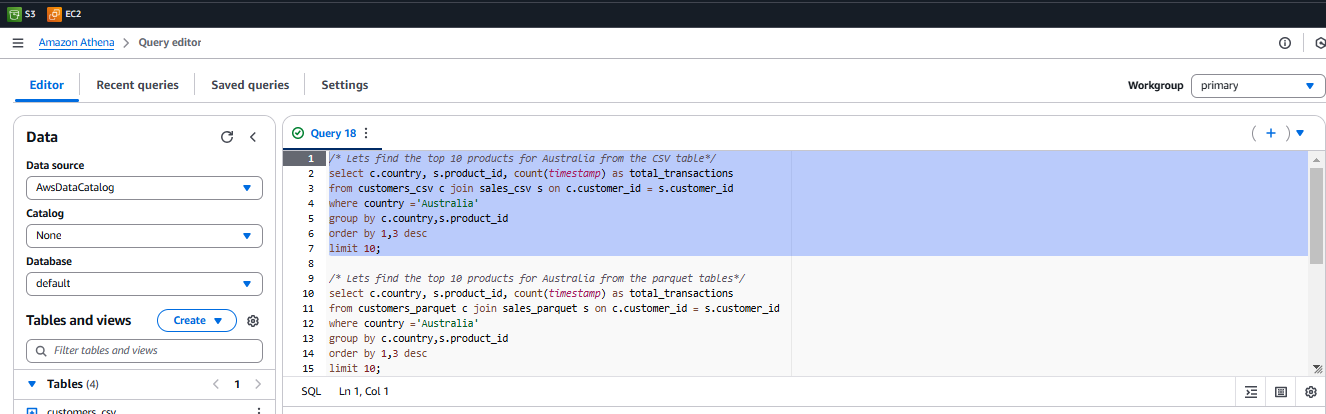 S3 EC2
Amazon Athena > Query editor
Editor Recent queries Saved queries Settings Workgroup primary
Data
Data source
AwsDataCatalog
Catalog
None
Database
default
Tables and views Create
Filter tables and views
Tables (4) < 1 >
customers_csv
Query 18
1 /* Lets find the top 10 products for Australia from the CSV table*/
2 select c.country, s.product_id, count(timestamp) as total_transactions
3 from customers_csv c join sales_csv s on c.customer_id = s.customer_id
4 where country ='Australia'
5 group by c.country,s.product_id
6 order by 1,3 desc
7 limit 10;
8
9 /* Lets find the top 10 products for Australia from the parquet tables*/
10 select c.country, s.product_id, count(timestamp) as total_transactions
11 from customers_parquet c join sales_parquet s on c.customer_id = s.customer_id
12 where country ='Australia'
13 group by c.country,s.product_id
14 order by 1,3 desc
15 limit 10;
SQL Ln 1, Col 1